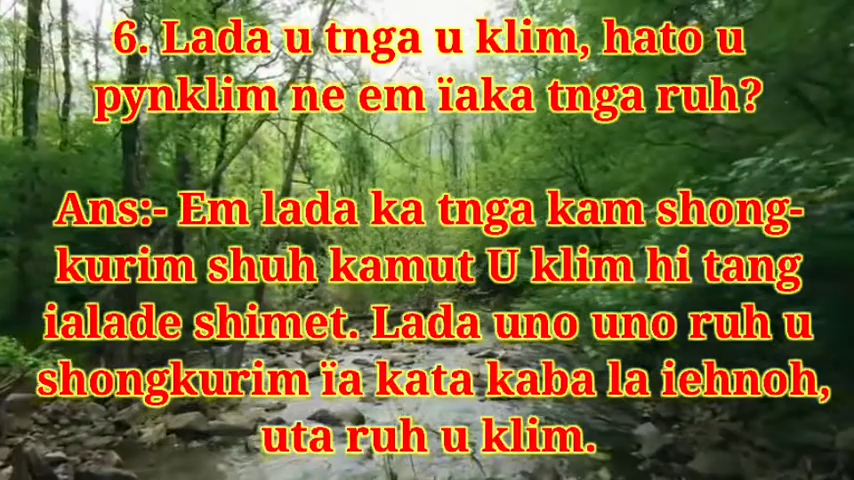 6. Lada u tnga u klim, hato u
pynklim ne em ïaka tnga ruh?
Ans:- Em lada ka tnga kam shong-
kurim shuh kamut U klim hi tang
ialade shimet. Lada uno uno ruh u
shongkurim ïa kata kaba la iehnoh,
uta ruh u klim.